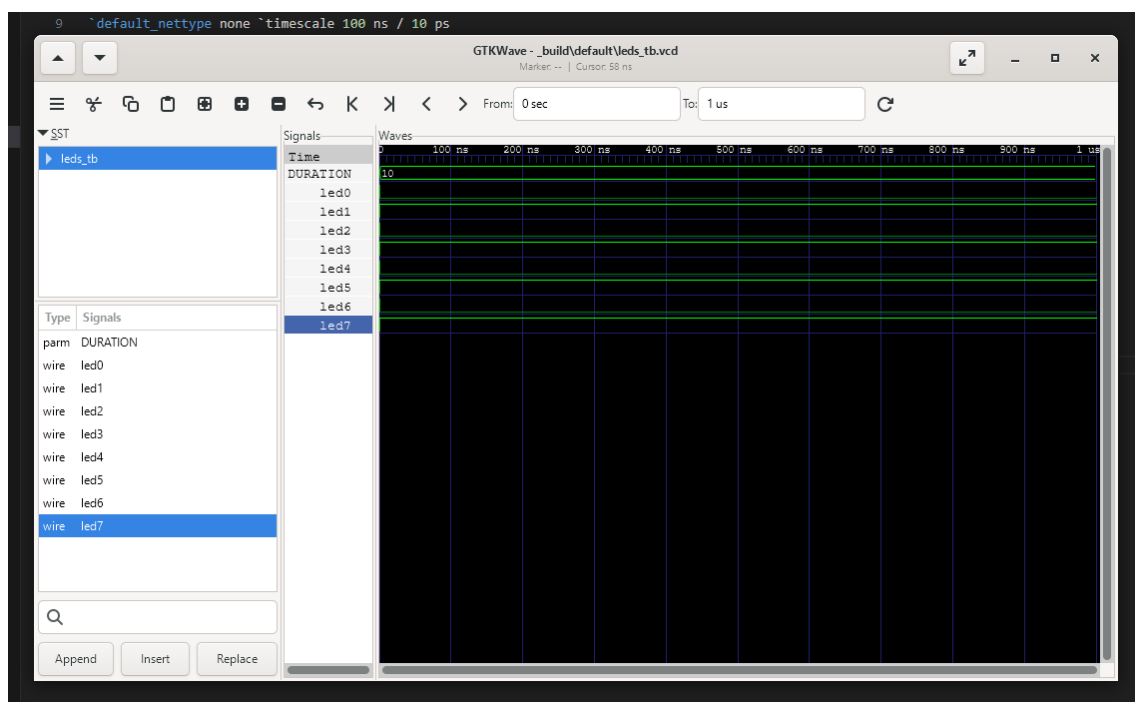 9 `default_nettype none `timescale 100 ns / 10 ps
GTKWave - _build\default\leds_tb.vcd
Marker: -- | Cursor: 58 ns
From: 0 sec To: 1 us
SST
leds_tb
Type Signals
parm DURATION
wire led0
wire led1
wire led2
wire led3
wire led4
wire led5
wire led6
wire led7
Append Insert Replace
Signals
Time
DURATION
led0
led1
led2
led3
led4
led5
led6
led7
Waves
0 100 ns 200 ns 300 ns 400 ns 500 ns 600 ns 700 ns 800 ns 900 ns 1 us
10